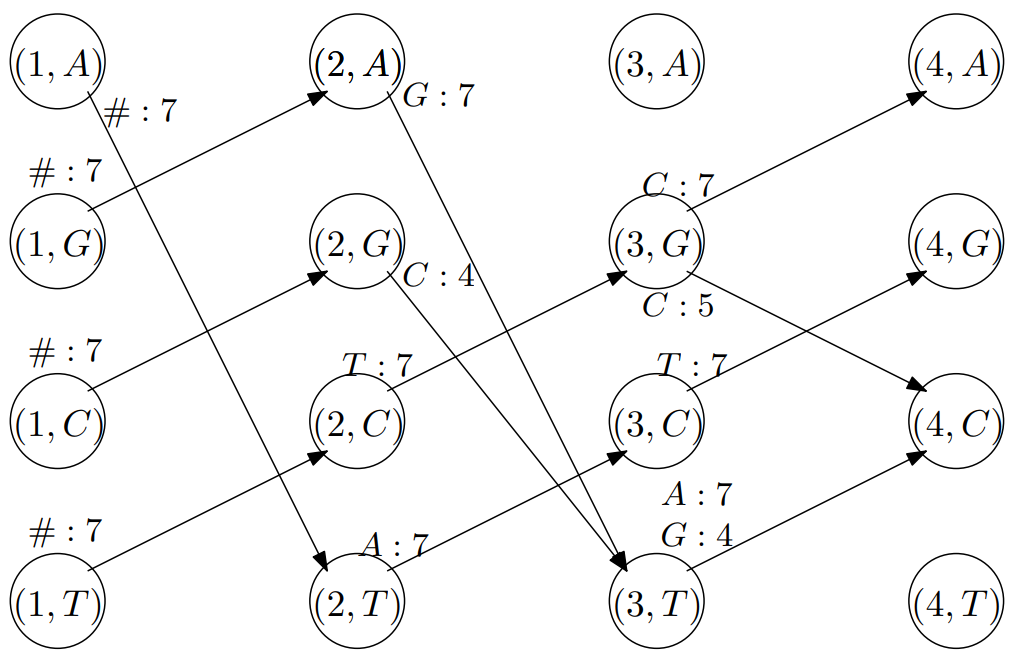 (1, A) (2, A) (3, A) (4, A)
# : 7 G : 7
# : 7 C : 7
(1, G) (2, G) (3, G) (4, G)
C : 4 C : 5
# : 7 T : 7 T : 7
(1, C) (2, C) (3, C) (4, C)
A : 7
# : 7 A : 7 G : 4
(1, T) (2, T) (3, T) (4, T)